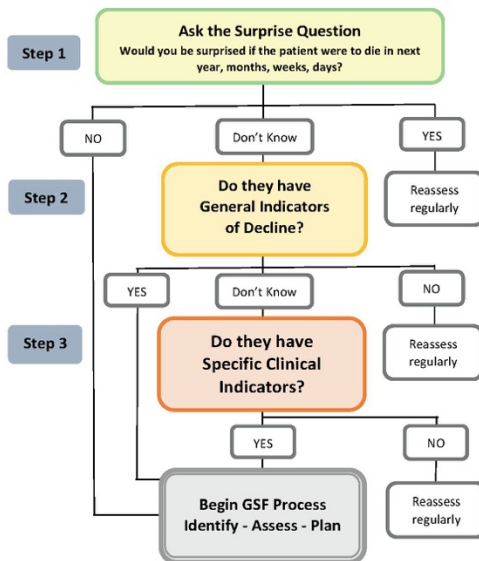 Ask the Surprise Question
Step 1
Would you be surprised if the patient were to die in next
year, months, weeks, days?
NO
Don't Know
YES
Step 2
Do they have
General Indicators
of Decline?
Reassess
regularly
YES
Don't Know
NO
Step 3
Do they have
Specific Clinical
Indicators?
Reassess
regularly
YES
NO
Begin GSF Process
Identify - Assess - Plan
Reassess
regularly